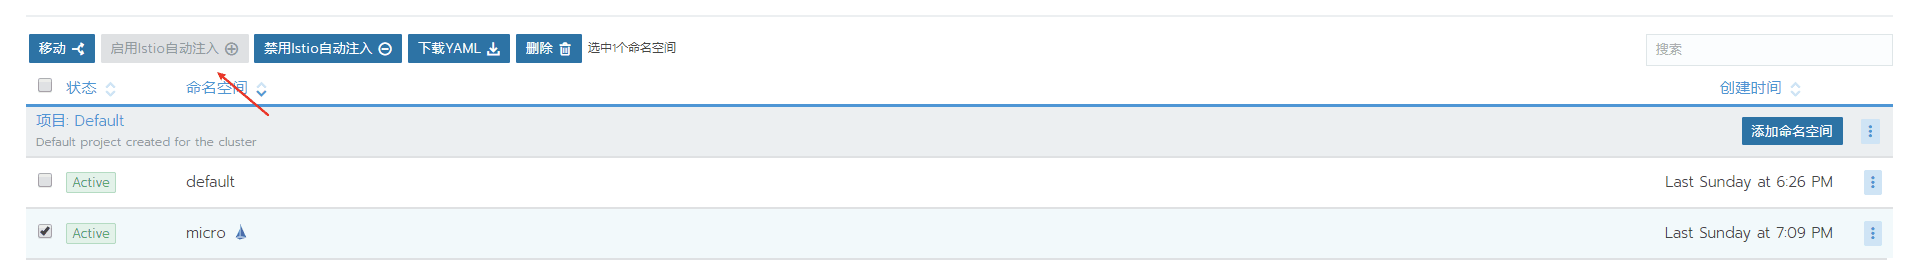 移动 启用Istio自动注入 禁用Istio自动注入 下载YAML 删除 选中1个命名空间 搜索
状态 命名空间 创建时间
项目: Default
Default project created for the cluster
添加命名空间
Active default Last Sunday at 6:26 PM
Active micro Last Sunday at 7:09 PM